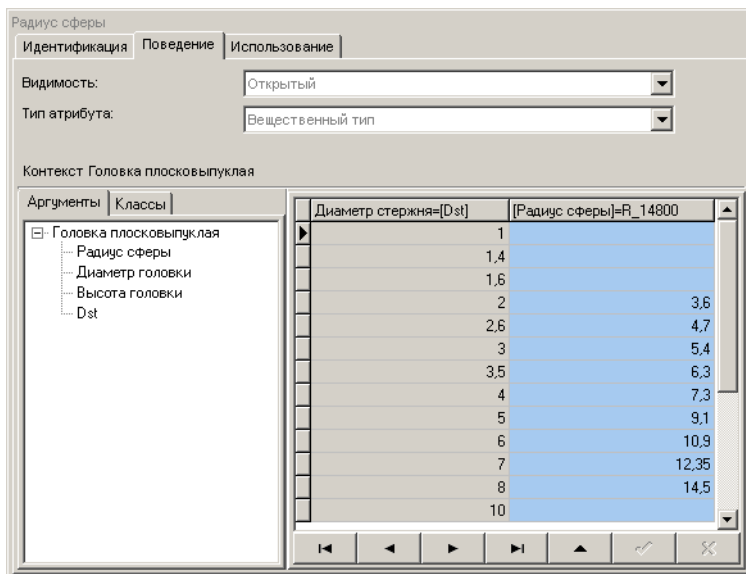 Радиус сферы
Идентификация Поведение Использование
Видимость: Открытый
Тип атрибута: Вещественный тип
Контекст Головка плосковыпуклая
Аргументы Классы
Головка плосковыпуклая
Радиус сферы
Диаметр головки
Высота головки
Dst
Диаметр стержня=[Dst] [Радиус сферы]=R_14800
1
1,4
1,6
2 3,6
2,6 4,7
3 5,4
3,5 6,3
4 7,3
5 9,1
6 10,9
7 12,35
8 14,5
10